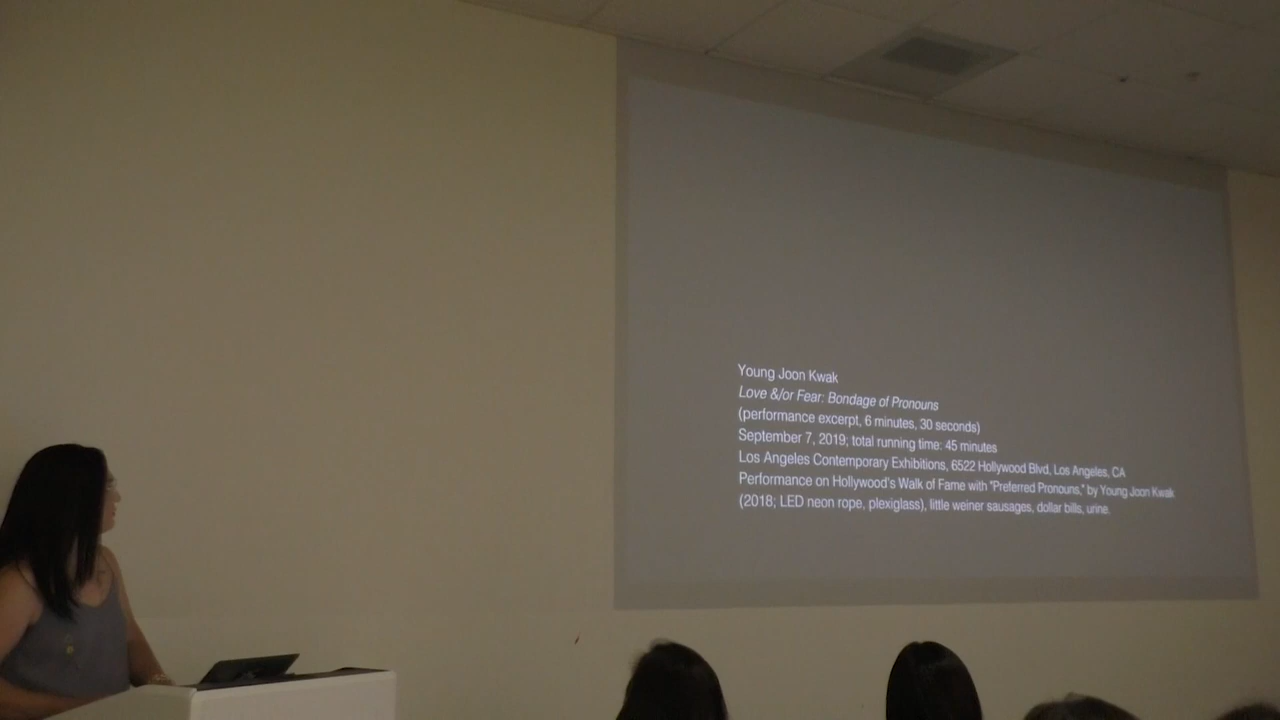 Young Joon Kwak
Love &/or Fear: Bondage of Pronouns
(performance excerpt, 6 minutes, 30 seconds)
September 7, 2019; total running time: 45 minutes
Los Angeles Contemporary Exhibitions, 6522 Hollywood Blvd, Los Angeles, CA
Performance on Hollywood's Walk of Fame with "Preferred Pronouns," by Young Joon Kwak
(2018; LED neon rope, plexiglass), little weiner sausages, dollar bills, urine.